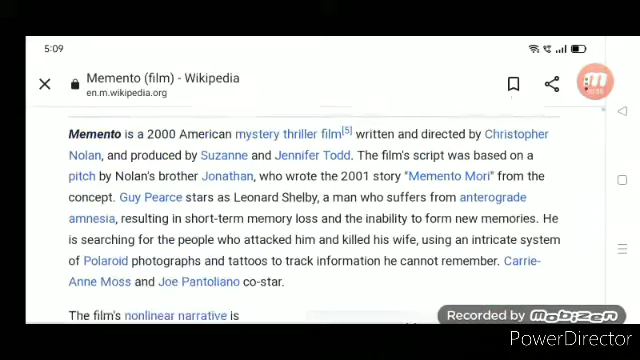 5:09
Memento (film) - Wikipedia
en.m.wikipedia.org
Memento is a 2000 American mystery thriller film[5] written and directed by Christopher
Nolan, and produced by Suzanne and Jennifer Todd. The film's script was based on a
pitch by Nolan's brother Jonathan, who wrote the 2001 story "Memento Mori" from the
concept. Guy Pearce stars as Leonard Shelby, a man who suffers from anterograde
amnesia, resulting in short-term memory loss and the inability to form new memories. He
is searching for the people who attacked him and killed his wife, using an intricate system
of Polaroid photographs and tattoos to track information he cannot remember. Carrie-
Anne Moss and Joe Pantoliano co-star.
The film's nonlinear narrative is
Recorded by Mobizen
PowerDirector